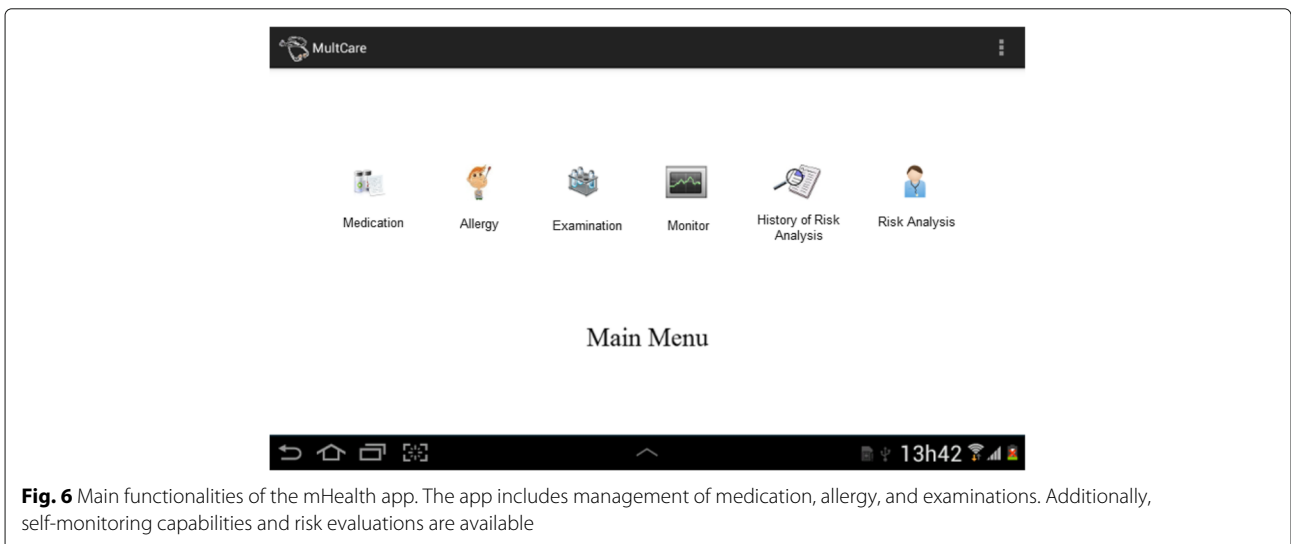 MultCare
Medication
Allergy
Examination
Monitor
History of Risk
Analysis
Risk Analysis
Main Menu
13h42
Fig. 6 Main functionalities of the mHealth app. The app includes management of medication, allergy, and examinations. Additionally,
self-monitoring capabilities and risk evaluations are available